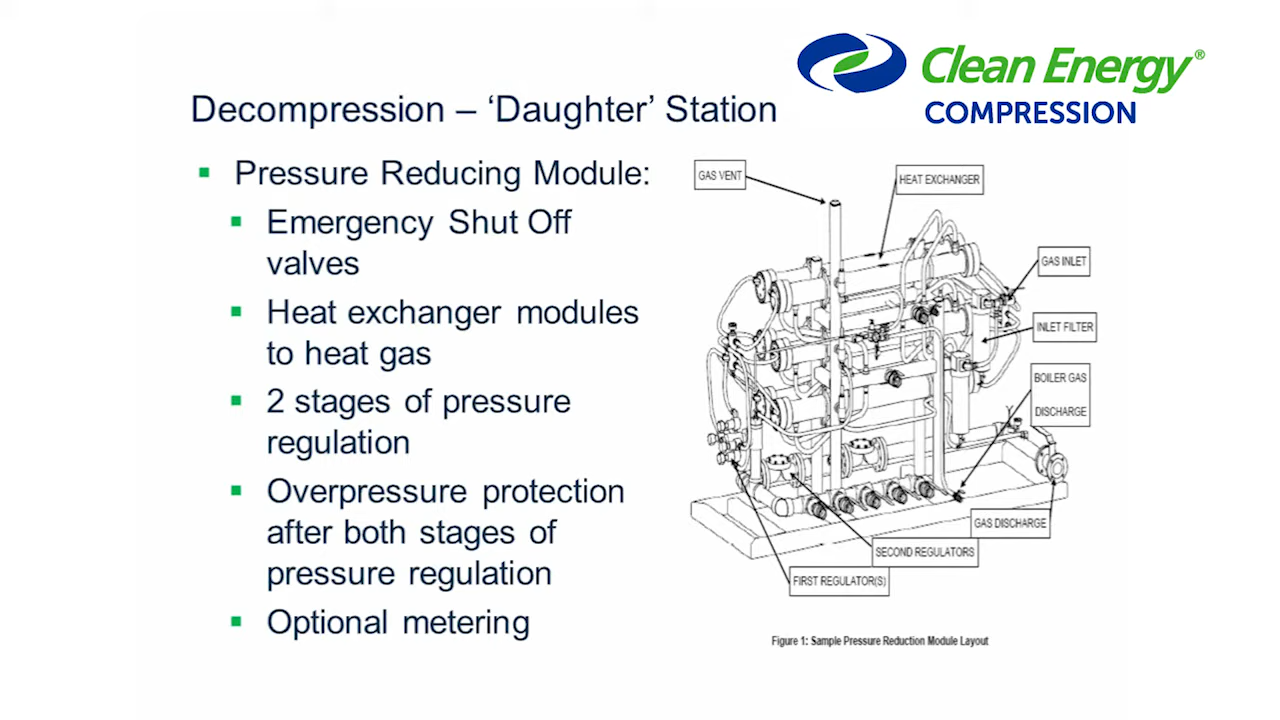 Clean Energy®
COMPRESSION
Decompression – ‘Daughter’ Station
▪ Pressure Reducing Module:
▪ Emergency Shut Off
valves
▪ Heat exchanger modules
to heat gas
▪ 2 stages of pressure
regulation
▪ Overpressure protection
after both stages of
pressure regulation
▪ Optional metering
GAS VENT
HEAT EXCHANGER
GAS INLET
INLET FILTER
BOILER GAS
DISCHARGE
GAS DISCHARGE
SECOND REGULATORS
FIRST REGULATOR(S)
Figure 1: Sample Pressure Reduction Module Layout